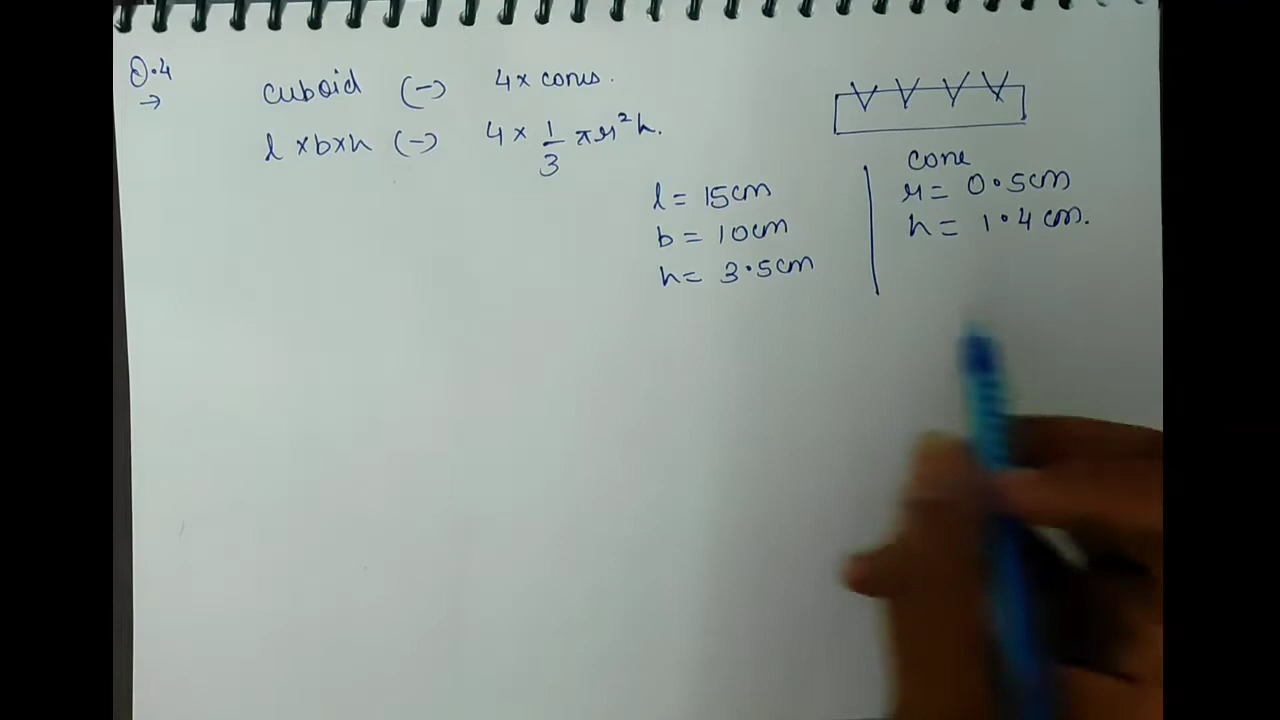 Q.4
→ cuboid (-) 4 x cones.
l x b x h (-) 4 x 1/3 πr²h.
l = 15cm
b = 10cm
h = 3.5cm
cone
r = 0.5cm
h = 1.4 cm.